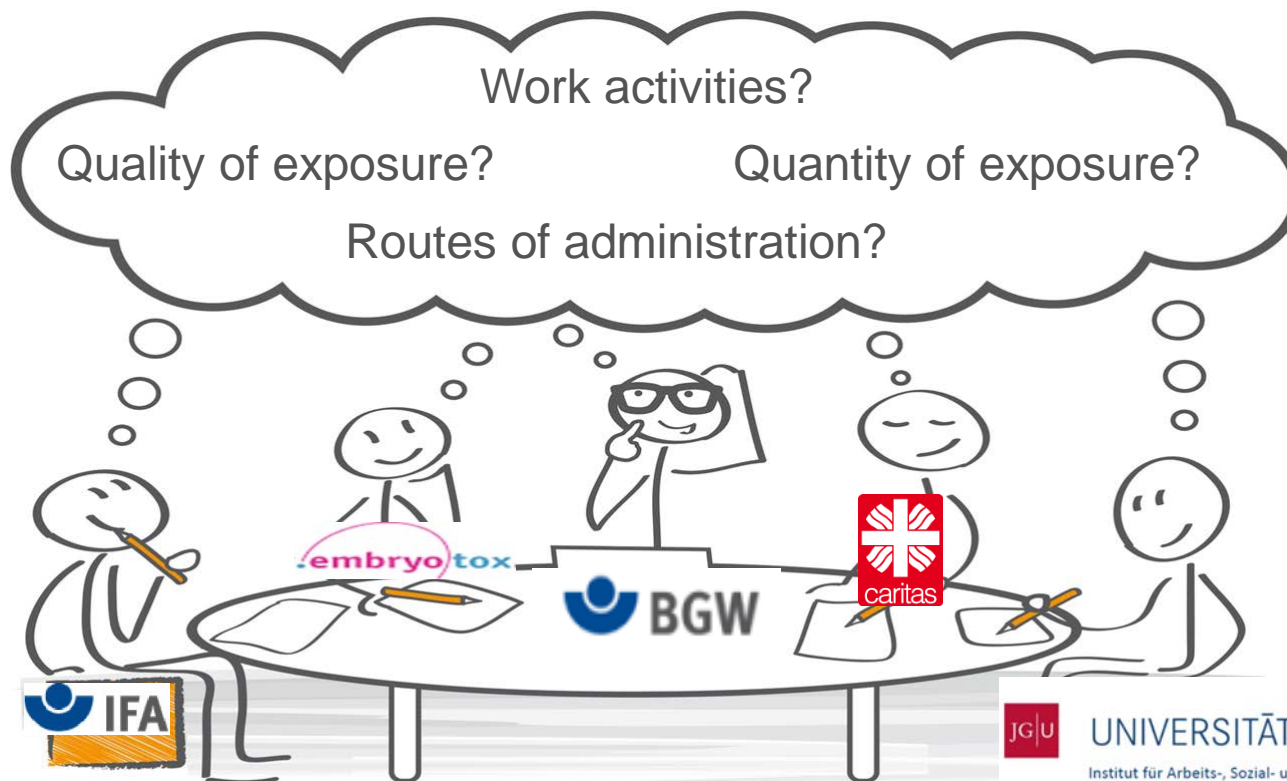 Work activities?
Quality of exposure? Quantity of exposure?
Routes of administration?
embryotox
BGW
caritas
IFA
JG|U UNIVERSITÄT
Institut für Arbeits-, Sozial- u